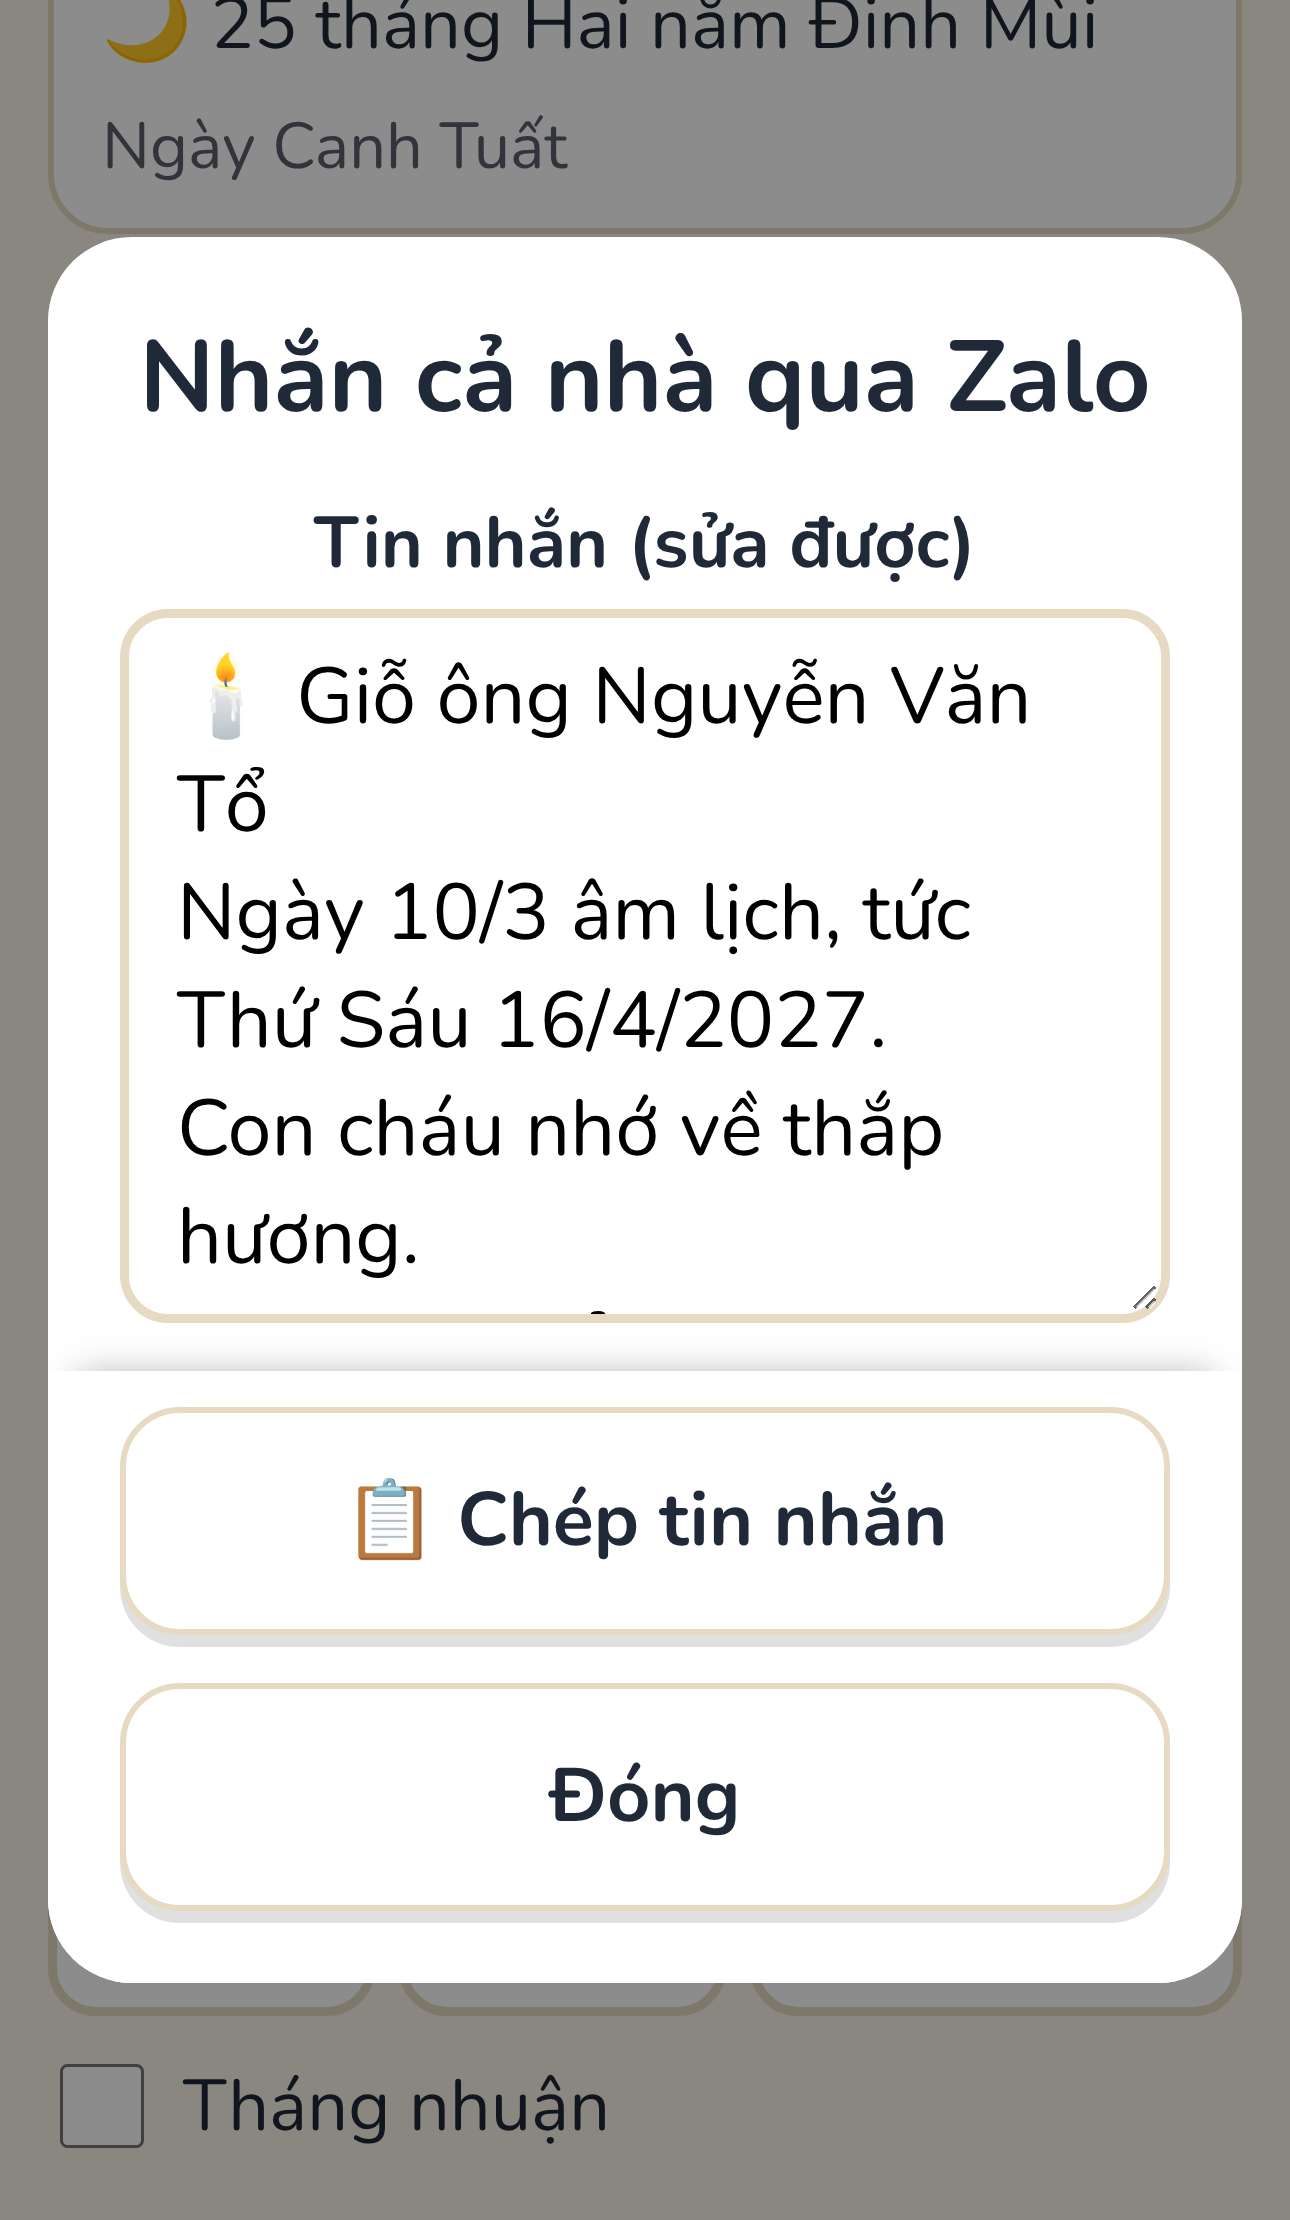 🌙 25 tháng Hai năm Đinh Mùi
Ngày Canh Tuất
Nhắn cả nhà qua Zalo
Tin nhắn (sửa được)
🕯️ Giỗ ông Nguyễn Văn
Tổ
Ngày 10/3 âm lịch, tức
Thứ Sáu 16/4/2027.
Con cháu nhớ về thắp
hương.
📋 Chép tin nhắn
Đóng
Tháng nhuận